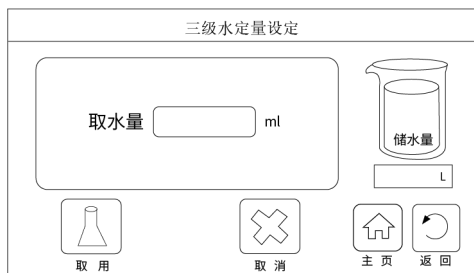 三级水定量设定
取水量 ml
储水量
L
取 用
取 消
主 页
返 回